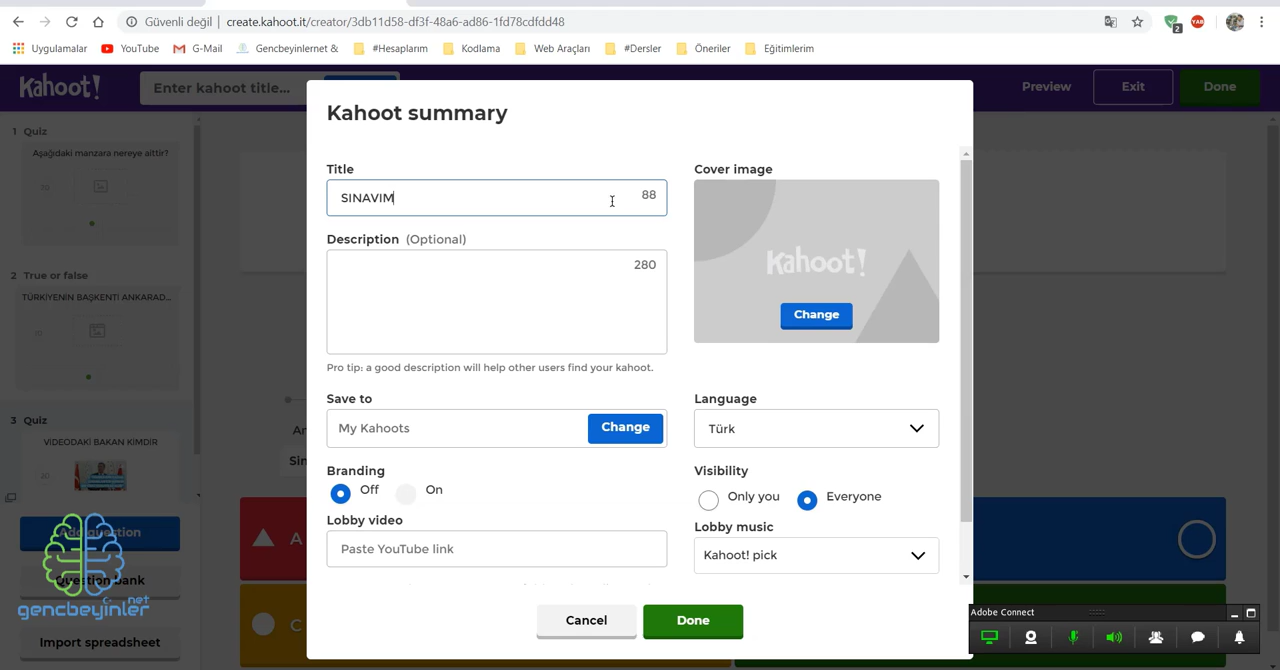 Güvenli değil | create.kahoot.it/creator/3db11d58-df3f-48a6-ad86-1fd78cdfdd48
2
YAB
Uygulamalar YouTube G-Mail Gencbeyinlernet & #Hesaplarım Kodlama Web Araçları #Dersler Öneriler Eğitimlerim
Kahoot! Enter kahoot title... Preview Exit Done
1 Quiz
Aşağıdaki manzara nereye aittir?
2 True or false
TÜRKİYENİN BAŞKENTİ ANKARAD...
3 Quiz
VİDEODAKİ BAKAN KİMDİR
Add question
Question bank
Import spreadsheet
gencbeyinler.net
Kahoot summary
Title
SINAVIM
88
Description (Optional)
280
Pro tip: a good description will help other users find your kahoot.
Save to
My Kahoots
Change
Branding
Off On
Lobby video
Paste YouTube link
Cover image
Kahoot!
Change
Language
Türk
Visibility
Only you Everyone
Lobby music
Kahoot! pick
Cancel Done
A
C
Adobe Connect